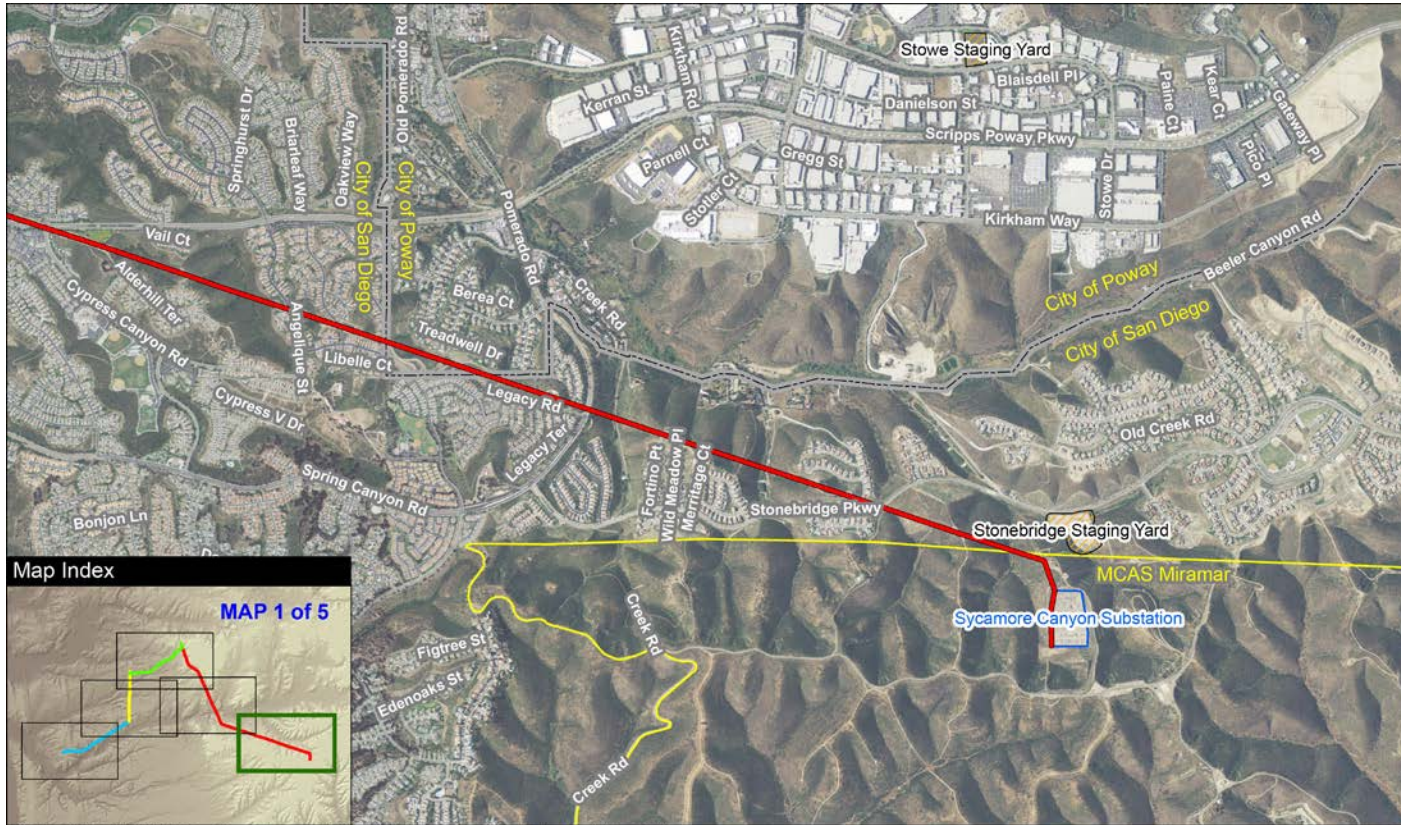 Old Pomerado Rd
Kirkham Rd
Stowe Staging Yard
Springhurst Dr
Briarleaf Way
Oakview Way
Kerran St
Blaisdell Pl
Danielson St
Paine Ct
Kear Ct
Gateway Pl
Scripps Poway Pkwy
City of San Diego
City of Poway
Parnell Ct
Gregg St
Pico Pl
Stoller Ct
Stowe Dr
Kirkham Way
Vail Ct
Pomerado Rd
Beeler Canyon Rd
Alderhill Ter
Cypress Canyon Rd
Berea Ct
Creek Rd
City of Poway
City of San Diego
Angelique St
Treadwell Dr
Libelle Ct
Legacy Rd
Cypress V Dr
Old Creek Rd
Legacy Ter
Fortino Pt
Wild Meadow Pl
Merritage Ct
Spring Canyon Rd
Stonebridge Pkwy
Bonjon Ln
Stonebridge Staging Yard
MCAS Miramar
Map Index
MAP 1 of 5
Creek Rd
Sycamore Canyon Substation
Figtree St
Edenoaks St
Creek Rd